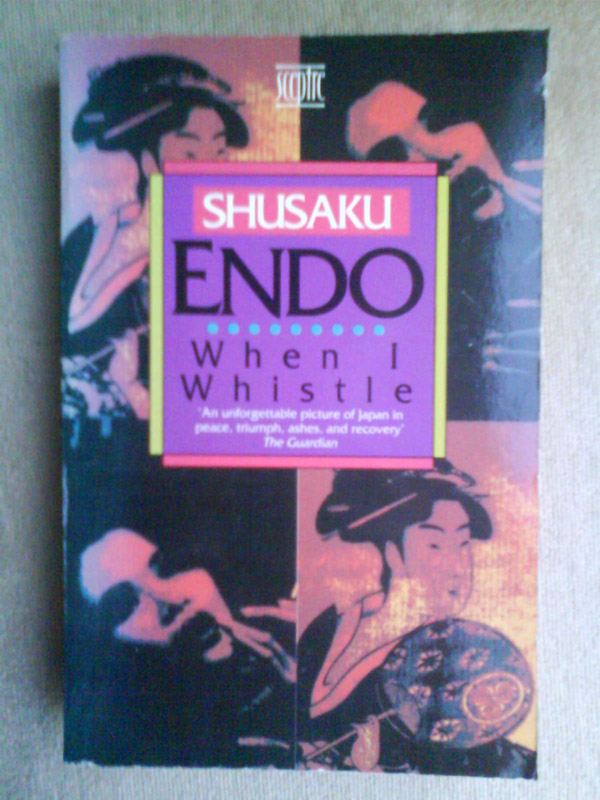 sceptre
SHUSAKU
ENDO
When I
Whistle
'An unforgettable picture of Japan in
peace, triumph, ashes, and recovery'
The Guardian